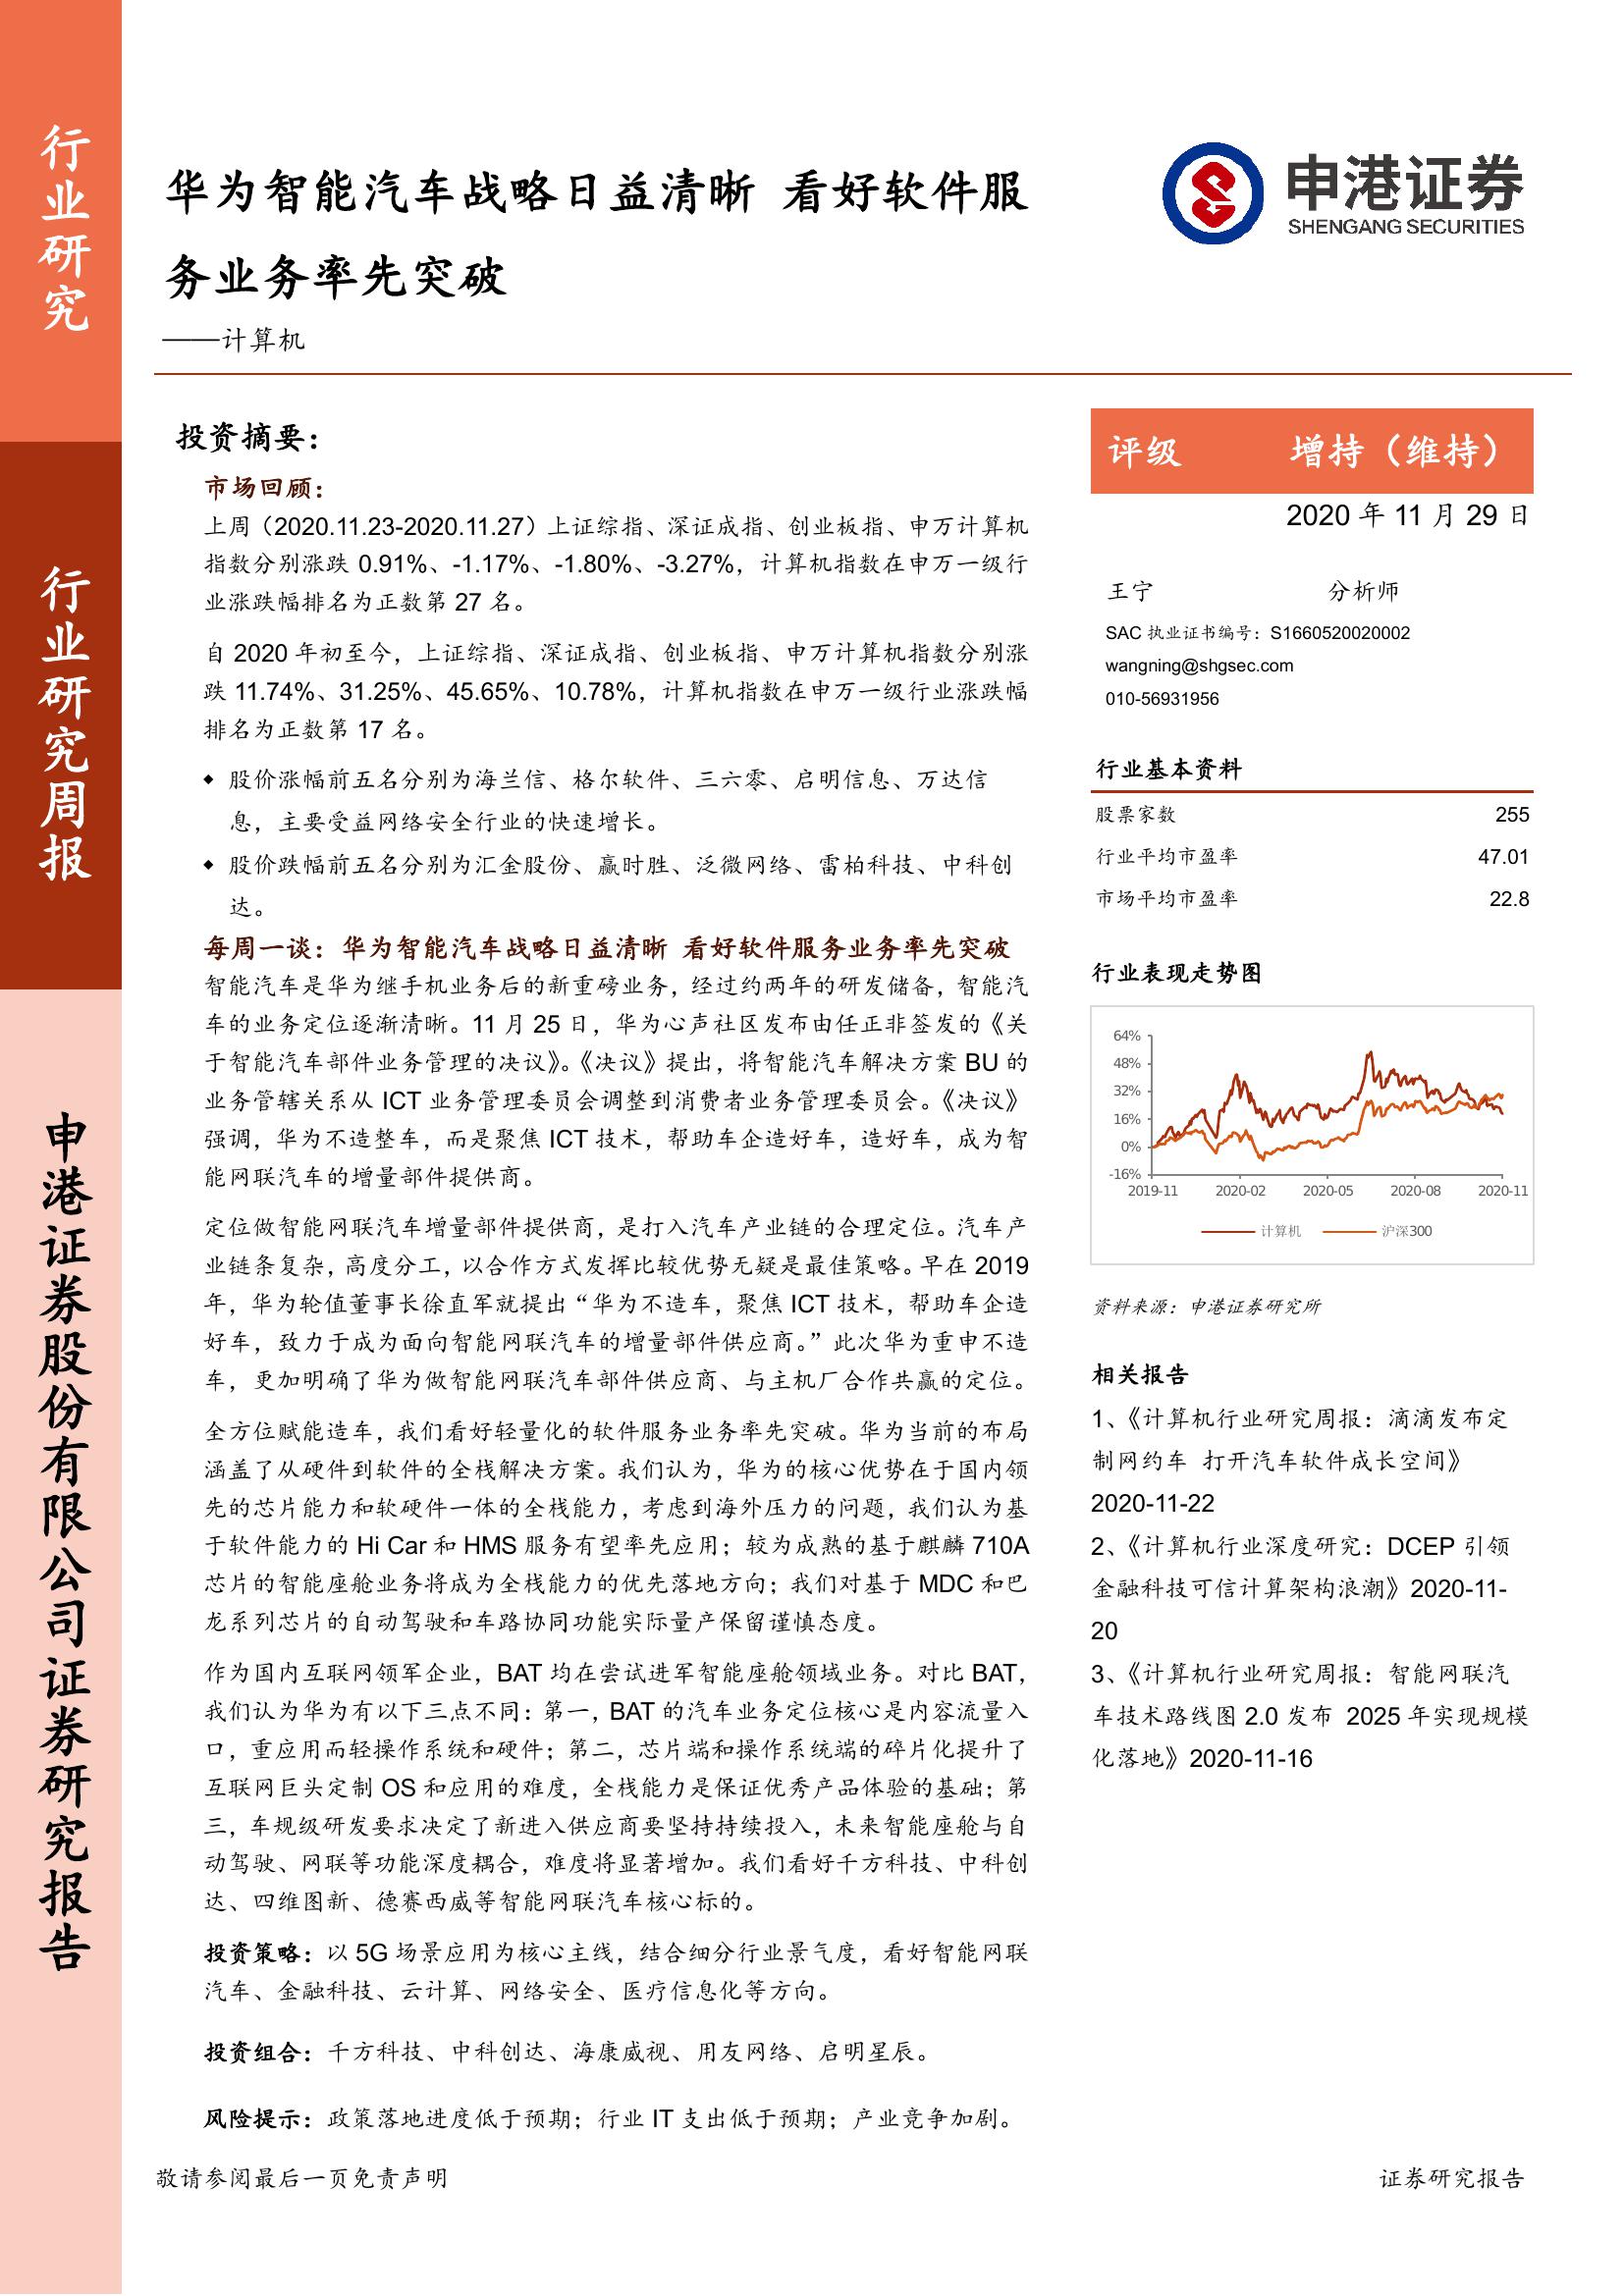 行业研究
行业研究周报
申港证券股份有限公司证券研究报告
华为智能汽车战略日益清晰 看好软件服
务业务率先突破
——计算机
申港证券
SHENGANG SECURITIES
投资摘要：
市场回顾：
上周（2020.11.23-2020.11.27）上证综指、深证成指、创业板指、申万计算机
指数分别涨跌 0.91%、-1.17%、-1.80%、-3.27%，计算机指数在申万一级行
业涨跌幅排名为正数第 27 名。
自 2020 年初至今，上证综指、深证成指、创业板指、申万计算机指数分别涨
跌 11.74%、31.25%、45.65%、10.78%，计算机指数在申万一级行业涨跌幅
排名为正数第 17 名。
◆ 股价涨幅前五名分别为海兰信、格尔软件、三六零、启明信息、万达信
息，主要受益网络安全行业的快速增长。
◆ 股价跌幅前五名分别为汇金股份、赢时胜、泛微网络、雷柏科技、中科创
达。
每周一谈：华为智能汽车战略日益清晰 看好软件服务业务率先突破
智能汽车是华为继手机业务后的新重磅业务，经过约两年的研发储备，智能汽
车的业务定位逐渐清晰。11 月 25 日，华为心声社区发布由任正非签发的《关
于智能汽车部件业务管理的决议》。《决议》提出，将智能汽车解决方案 BU 的
业务管辖关系从 ICT 业务管理委员会调整到消费者业务管理委员会。《决议》
强调，华为不造整车，而是聚焦 ICT 技术，帮助车企造好车，造好车，成为智
能网联汽车的增量部件提供商。
定位做智能网联汽车增量部件提供商，是打入汽车产业链的合理定位。汽车产
业链条复杂，高度分工，以合作方式发挥比较优势无疑是最佳策略。早在 2019
年，华为轮值董事长徐直军就提出“华为不造车，聚焦 ICT 技术，帮助车企造
好车，致力于成为面向智能网联汽车的增量部件供应商。”此次华为重申不造
车，更加明确了华为做智能网联汽车部件供应商、与主机厂合作共赢的定位。
全方位赋能造车，我们看好轻量化的软件服务业务率先突破。华为当前的布局
涵盖了从硬件到软件的全栈解决方案。我们认为，华为的核心优势在于国内领
先的芯片能力和软硬件一体的全栈能力，考虑到海外压力的问题，我们认为基
于软件能力的 Hi Car 和 HMS 服务有望率先应用；较为成熟的基于麒麟 710A
芯片的智能座舱业务将成为全栈能力的优先落地方向；我们对基于 MDC 和巴
龙系列芯片的自动驾驶和车路协同功能实际量产保留谨慎态度。
作为国内互联网领军企业，BAT 均在尝试进军智能座舱领域业务。对比 BAT，
我们认为华为有以下三点不同：第一，BAT 的汽车业务定位核心是内容流量入
口，重应用而轻操作系统和硬件；第二，芯片端和操作系统端的碎片化提升了
互联网巨头定制 OS 和应用的难度，全栈能力是保证优秀产品体验的基础；第
三，车规级研发要求决定了新进入供应商要坚持持续投入，未来智能座舱与自
动驾驶、网联等功能深度耦合，难度将显著增加。我们看好千方科技、中科创
达、四维图新、德赛西威等智能网联汽车核心标的。
投资策略：以 5G 场景应用为核心主线，结合细分行业景气度，看好智能网联
汽车、金融科技、云计算、网络安全、医疗信息化等方向。
投资组合：千方科技、中科创达、海康威视、用友网络、启明星辰。
风险提示：政策落地进度低于预期；行业 IT 支出低于预期；产业竞争加剧。
评级 增持（维持）
2020 年 11 月 29 日
王宁 分析师
SAC 执业证书编号：S1660520020002
wangning@shgsec.com
010-56931956
行业基本资料
股票家数 255
行业平均市盈率 47.01
市场平均市盈率 22.8
行业表现走势图
64%
48%
32%
16%
0%
-16%
2019-11 2020-02 2020-05 2020-08 2020-11
计算机 沪深300
资料来源：申港证券研究所
相关报告
1、《计算机行业研究周报：滴滴发布定
制网约车 打开汽车软件成长空间》
2020-11-22
2、《计算机行业深度研究：DCEP 引领
金融科技可信计算架构浪潮》2020-11-
20
3、《计算机行业研究周报：智能网联汽
车技术路线图 2.0 发布 2025 年实现规模
化落地》2020-11-16
敬请参阅最后一页免责声明
证券研究报告